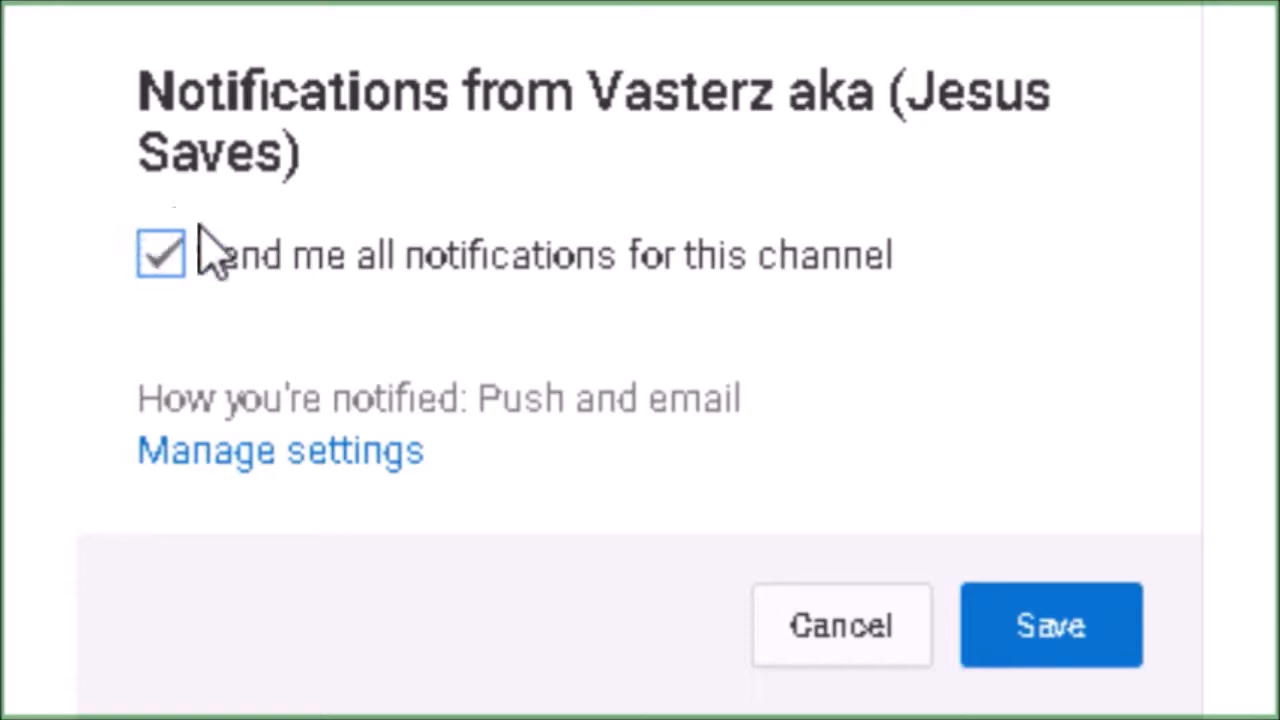 Notifications from Vasterz aka (Jesus
Saves)
end me all notifications for this channel
How you're notified: Push and email
Manage settings
Cancel
Save